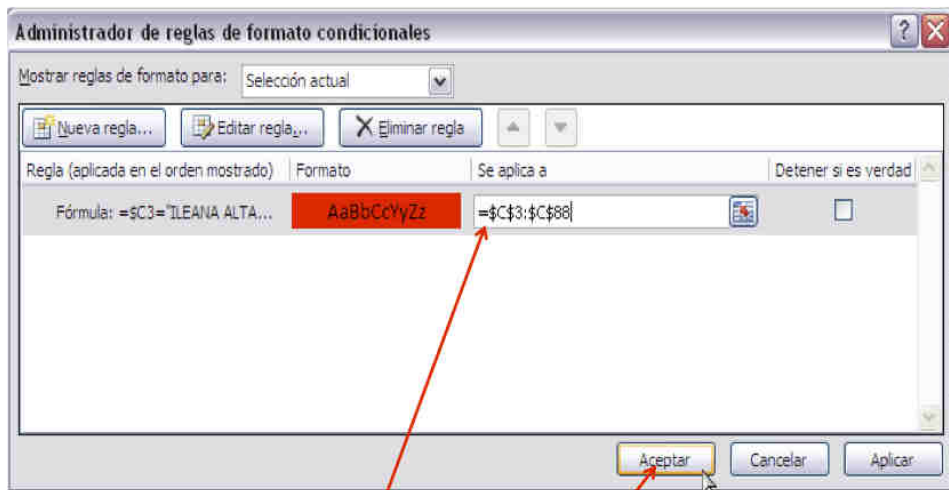 Administrador de reglas de formato condicionales
Mostrar reglas de formato para: Selección actual
Nueva regla... Editar regla... Eliminar regla
Regla (aplicada en el orden mostrado) Formato Se aplica a Detener si es verdad
Fórmula: =$C3="ILEANA ALTA... AaBbCcYyZz =$C$3:$C$88
Aceptar Cancelar Aplicar